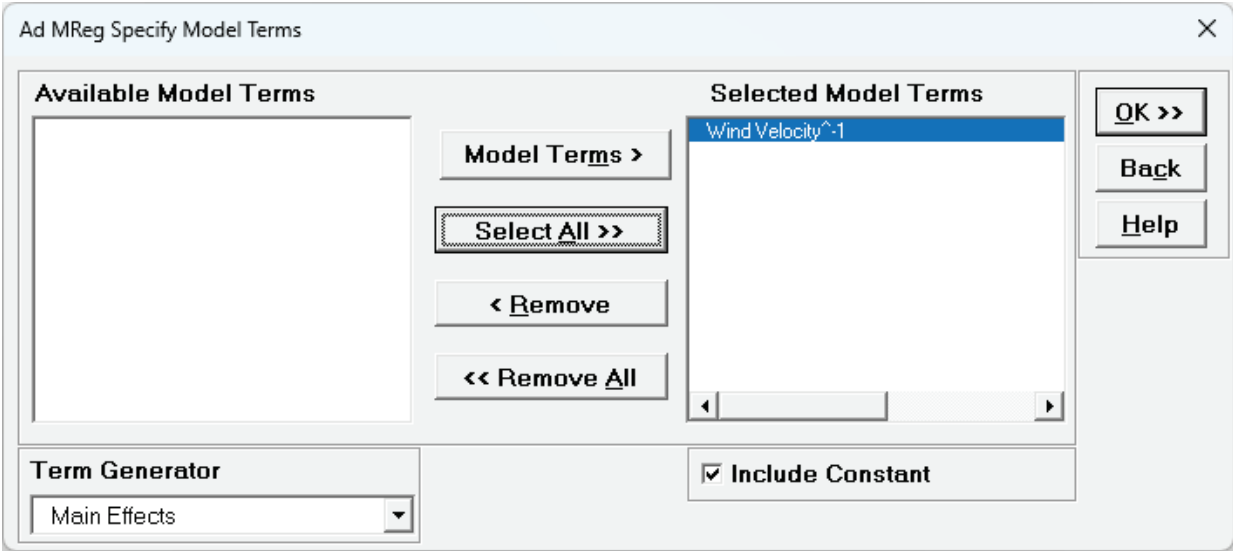 Ad MReg Specify Model Terms
Available Model Terms
Selected Model Terms
Wind Velocity^-1
Model Terms >
Select All >>
< Remove
<< Remove All
OK >>
Back
Help
Term Generator
Main Effects
Include Constant